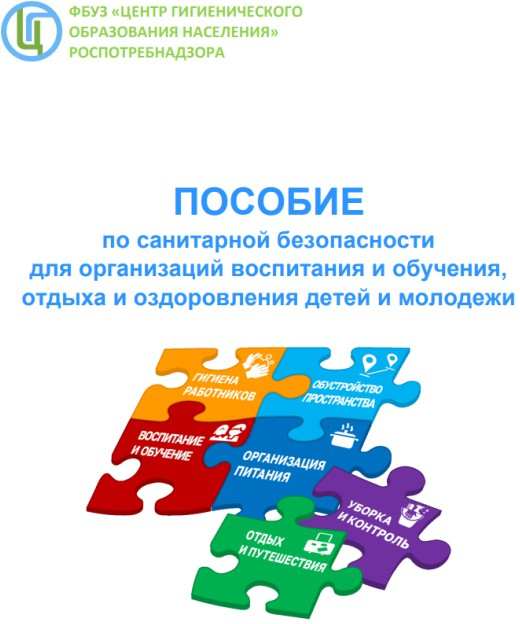 ФБУЗ «ЦЕНТР ГИГИЕНИЧЕСКОГО
ОБРАЗОВАНИЯ НАСЕЛЕНИЯ»
РОСПОТРЕБНАДЗОРА
ПОСОБИЕ
по санитарной безопасности
для организаций воспитания и обучения,
отдыха и оздоровления детей и молодежи
ГИГИЕНА
РАБОТНИКОВ
ОБУСТРОЙСТВО
ПРОСТРАНСТВА
ВОСПИТАНИЕ
И ОБУЧЕНИЕ
ОРГАНИЗАЦИЯ
ПИТАНИЯ
УБОРКА
И КОНТРОЛЬ
ОТДЫХ
И ПУТЕШЕСТВИЯ